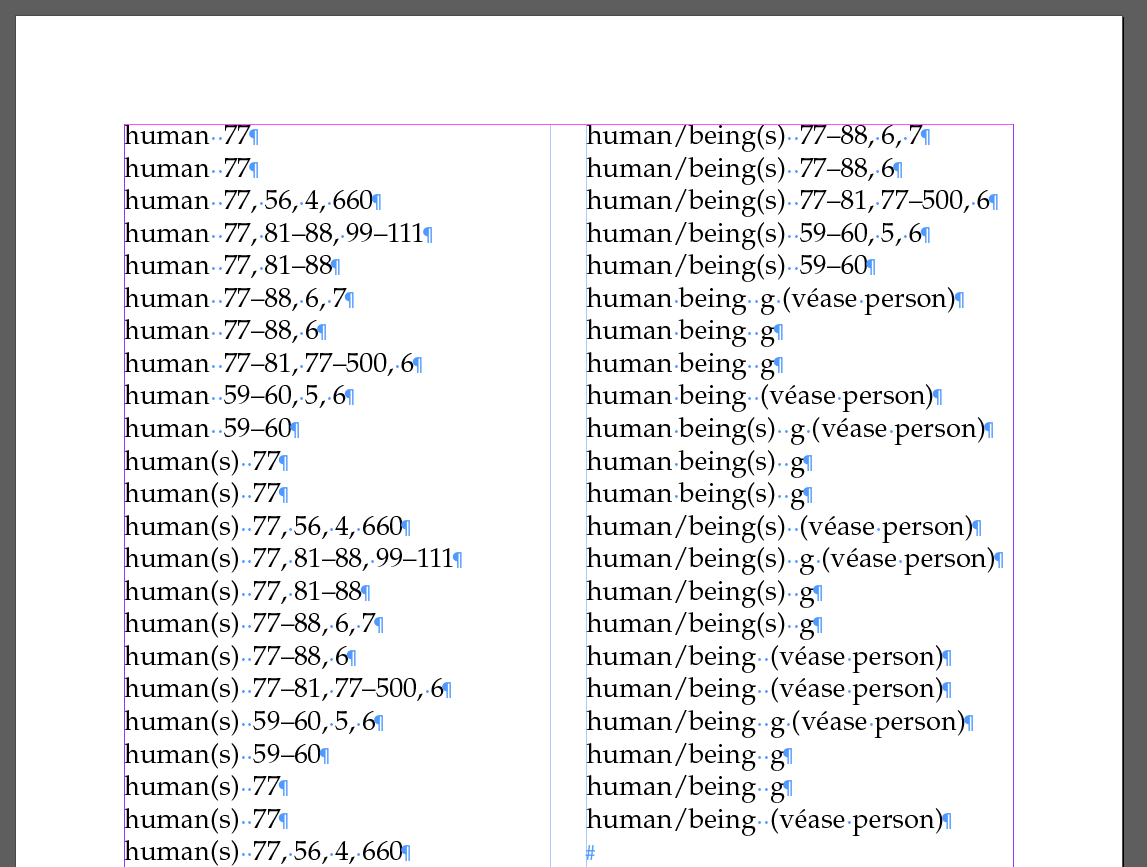 human  77¶
human  77¶
human  77, 56, 4, 660¶
human  77, 81–88, 99–111¶
human  77, 81–88¶
human  77–88, 6, 7¶
human  77–88, 6¶
human  77–81, 77–500, 6¶
human  59–60, 5, 6¶
human  59–60¶
human(s)  77¶
human(s)  77¶
human(s)  77, 56, 4, 660¶
human(s)  77, 81–88, 99–111¶
human(s)  77, 81–88¶
human(s)  77–88, 6, 7¶
human(s)  77–88, 6¶
human(s)  77–81, 77–500, 6¶
human(s)  59–60, 5, 6¶
human(s)  59–60¶
human(s)  77¶
human(s)  77¶
human(s)  77, 56, 4, 660¶
human/being(s)  77–88, 6, 7¶
human/being(s)  77–88, 6¶
human/being(s)  77–81, 77–500, 6¶
human/being(s)  59–60, 5, 6¶
human/being(s)  59–60¶
human being  g (véase person)¶
human being  g¶
human being  g¶
human being  (véase person)¶
human being(s)  g (véase person)¶
human being(s)  g¶
human being(s)  g¶
human/being(s)  (véase person)¶
human/being(s)  g (véase person)¶
human/being(s)  g¶
human/being(s)  g¶
human/being  (véase person)¶
human/being  (véase person)¶
human/being  g (véase person)¶
human/being  g¶
human/being  g¶
human/being  (véase person)¶
#